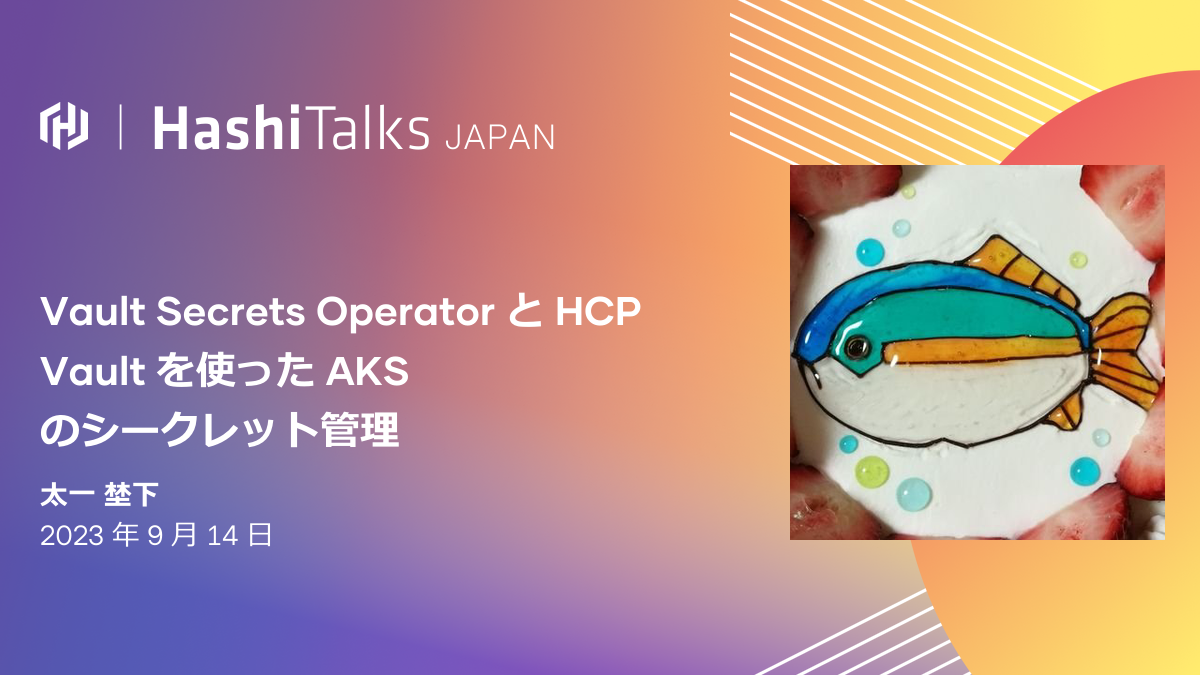 HashiTalks JAPAN
Vault Secrets Operator と HCP
Vault を使った AKS
のシークレット管理
太一 埜下
2023 年 9 月 14 日